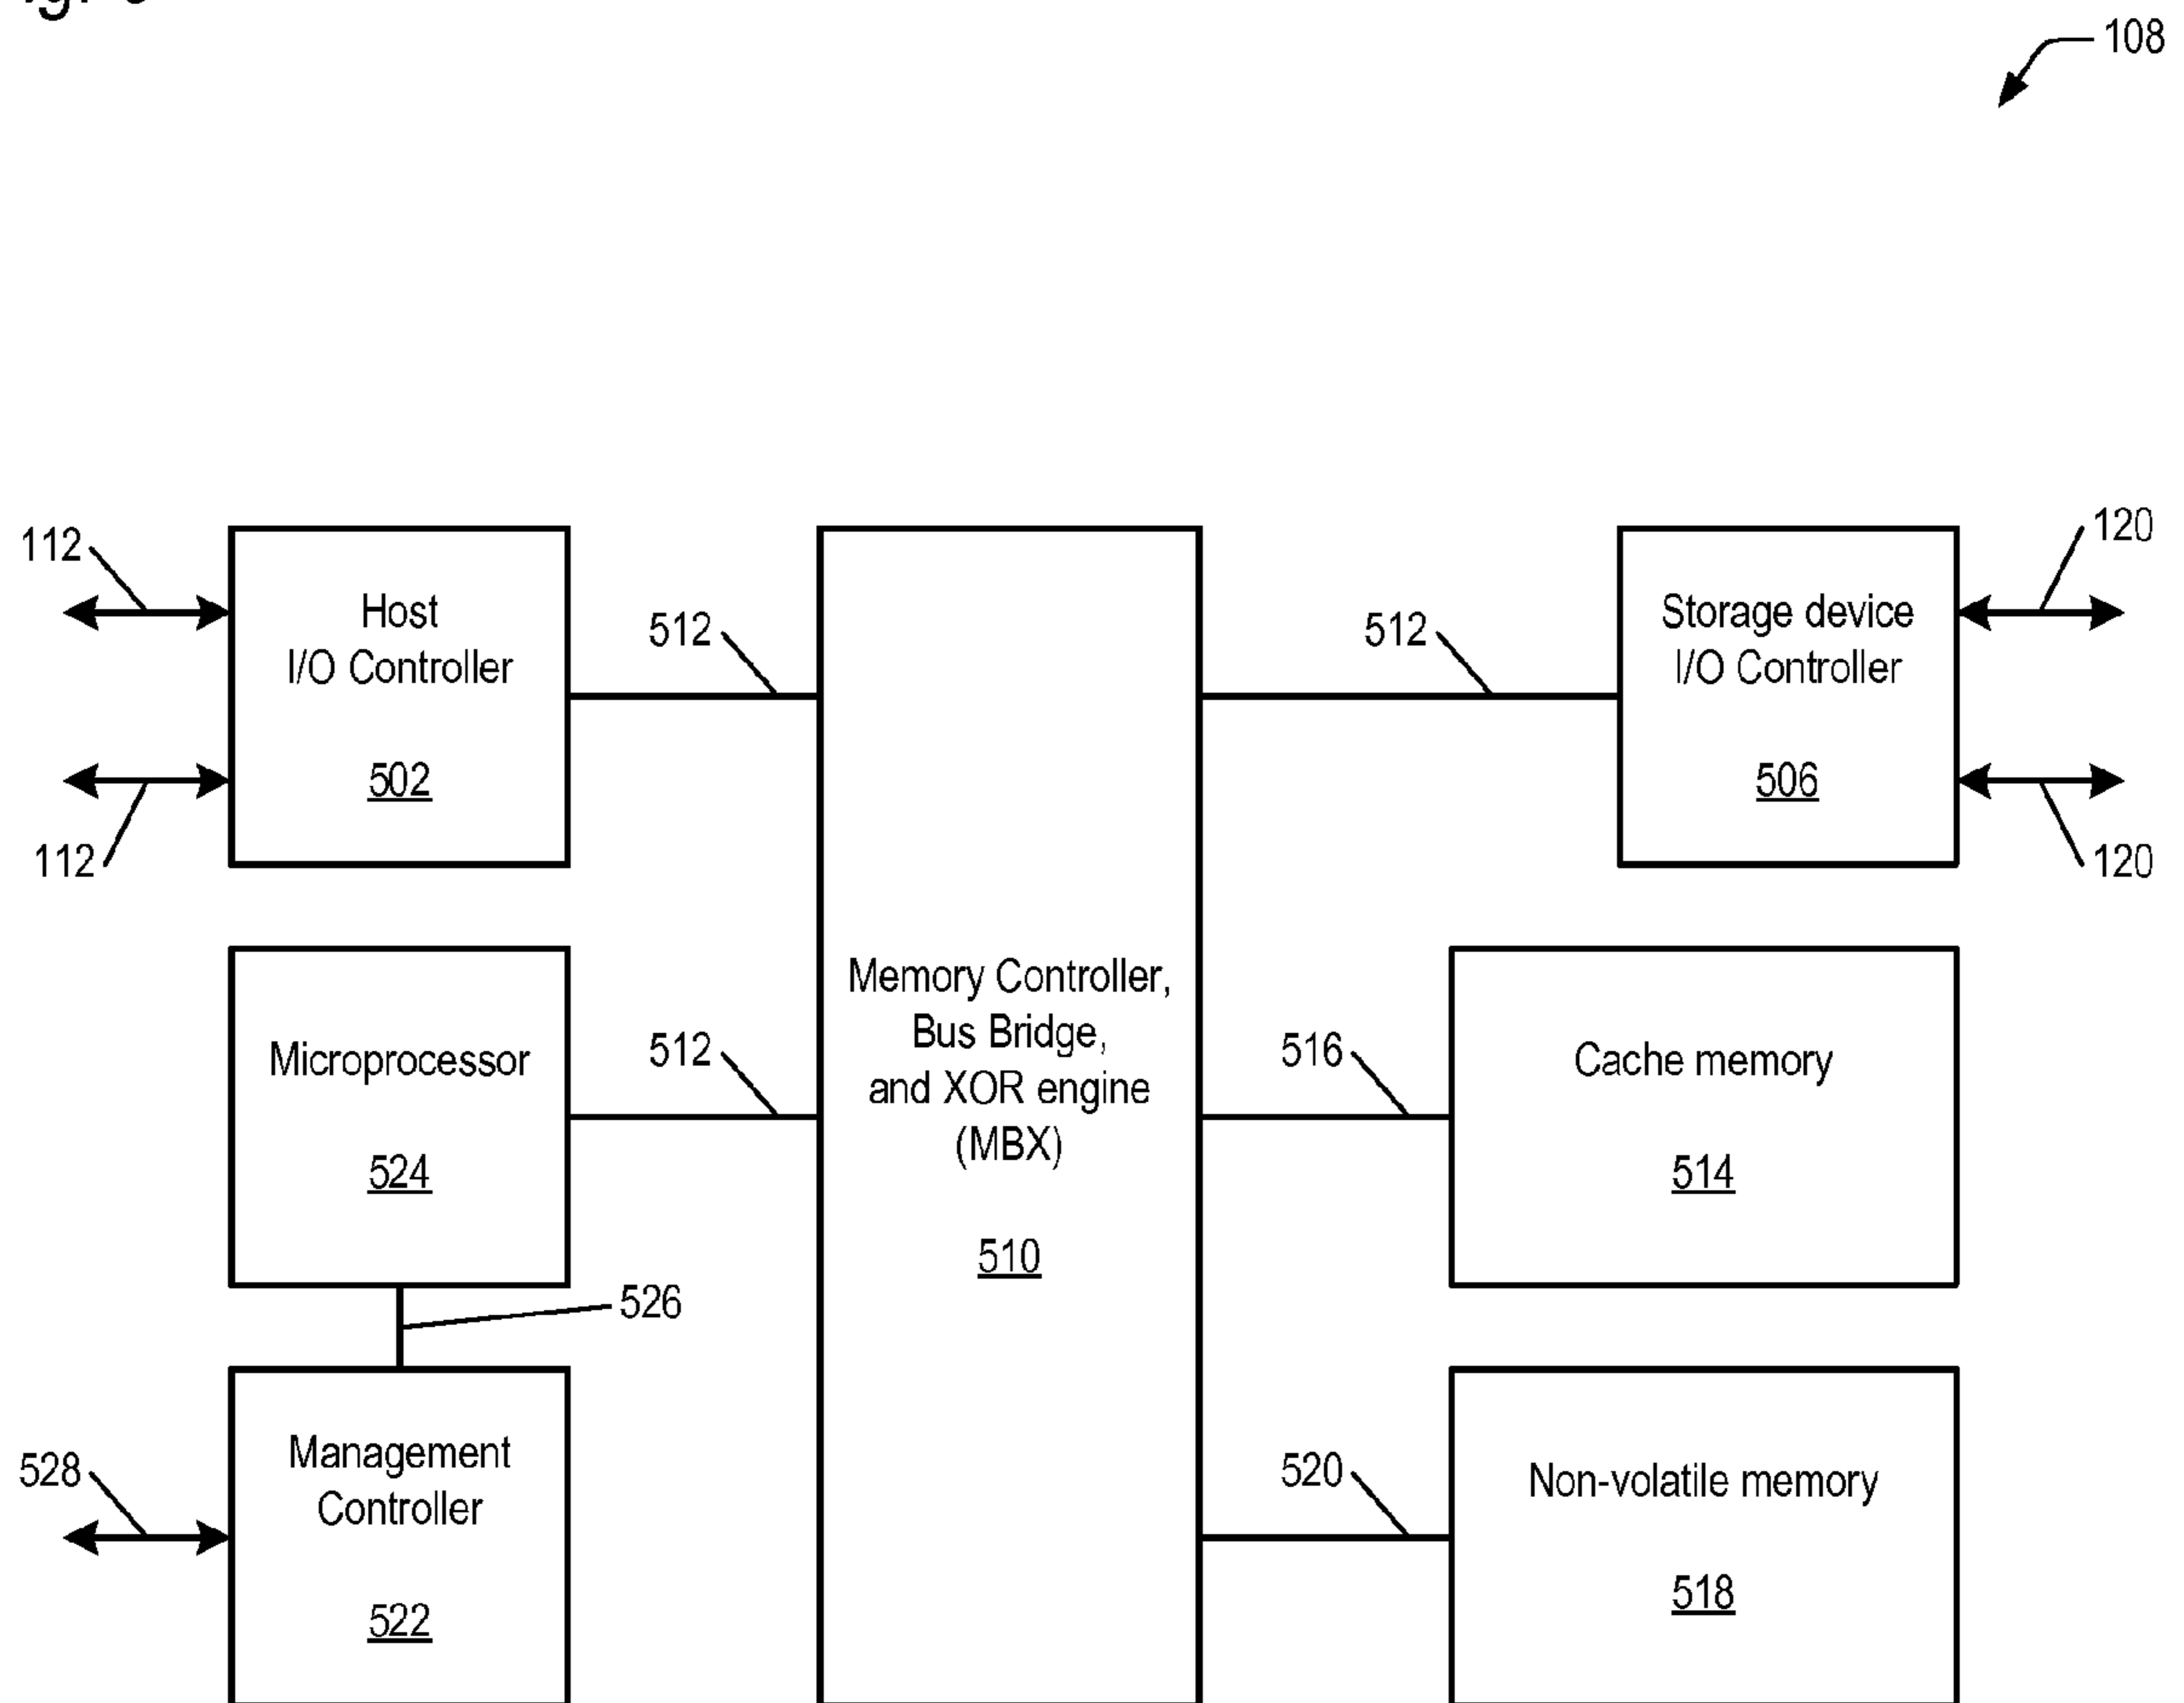 108
112
Host
I/O Controller
502
112
512
512
Storage device
I/O Controller
506
120
120
Microprocessor
524
512
Memory Controller,
Bus Bridge,
and XOR engine
(MBX)
510
516
Cache memory
514
526
528
Management
Controller
522
520
Non-volatile memory
518